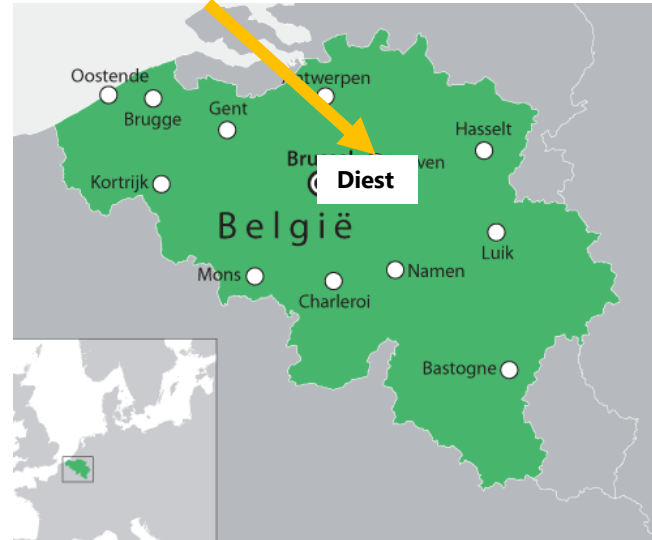 Oostende
Brugge
Gent
Hasselt
Kortrijk
Diest
België
Luik
Mons
Namen
Charleroi
Bastogne